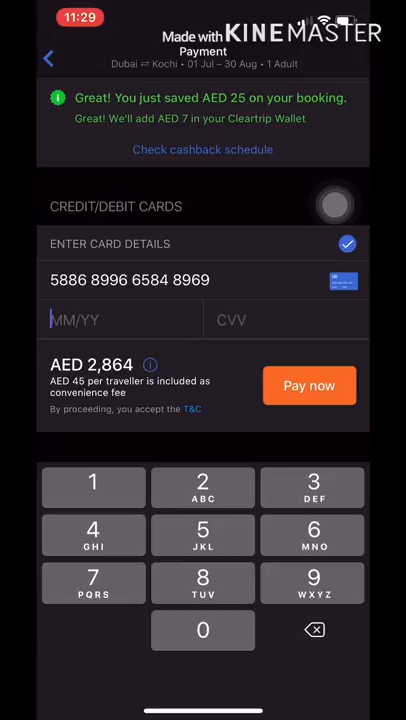 11:29
Made with KINEMASTER
Payment
Dubai ⇌ Kochi • 01 Jul – 30 Aug • 1 Adult
Great! You just saved AED 25 on your booking.
Great! We'll add AED 7 in your Cleartrip Wallet
Check cashback schedule
CREDIT/DEBIT CARDS
ENTER CARD DETAILS
5886 8996 6584 8969
MM/YY CVV
AED 2,864
AED 45 per traveller is included as
convenience fee
Pay now
By proceeding, you accept the T&C
1 2 3
ABC DEF
4 5 6
GHI JKL MNO
7 8 9
PQRS TUV WXYZ
0